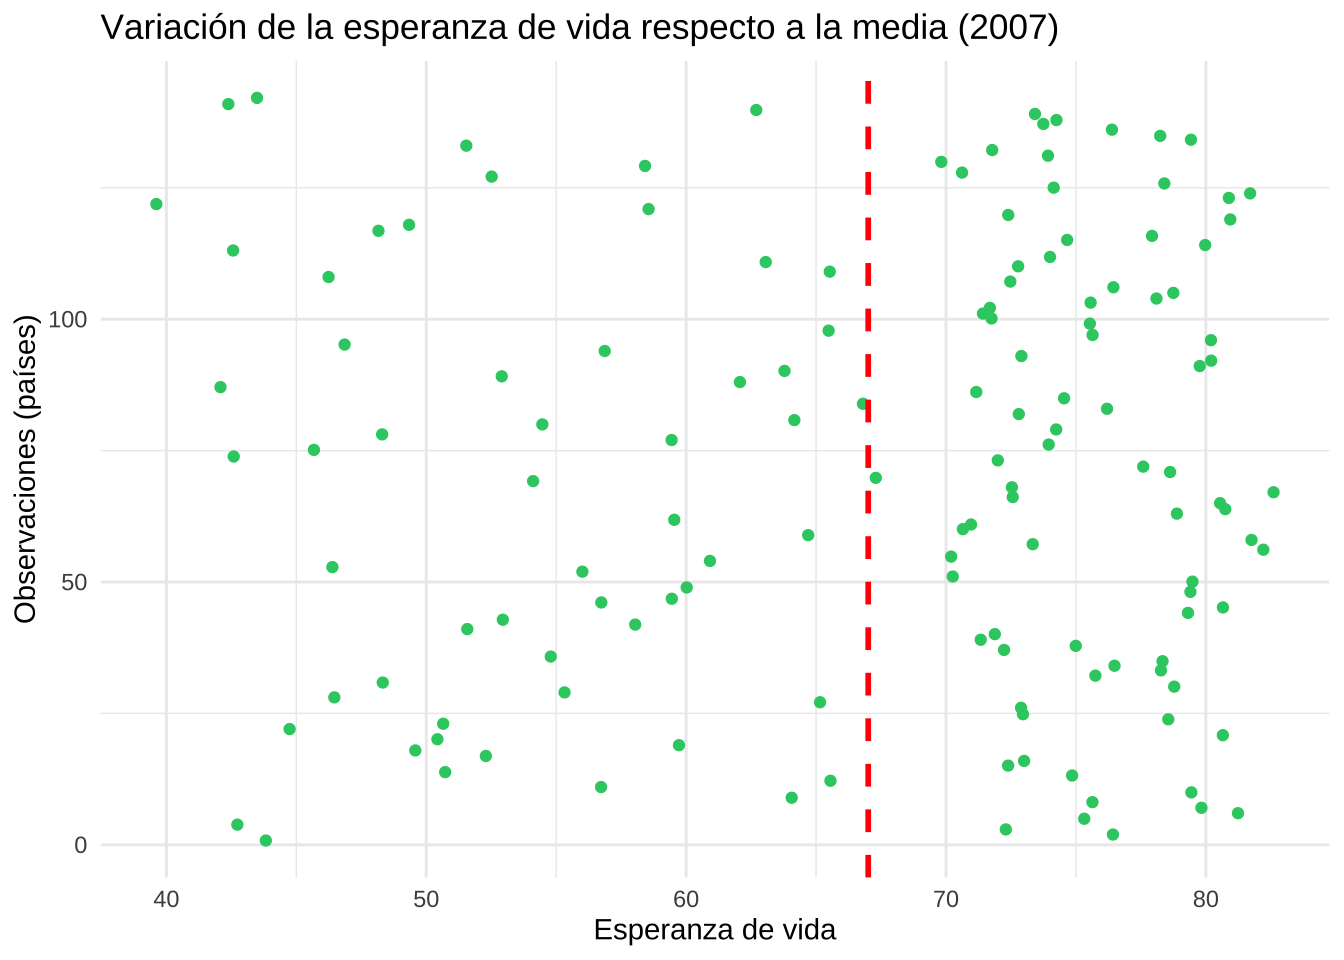 Variación de la esperanza de vida respecto a la media (2007)
Observaciones (países)
100
50
0
40 50 60 70 80
Esperanza de vida